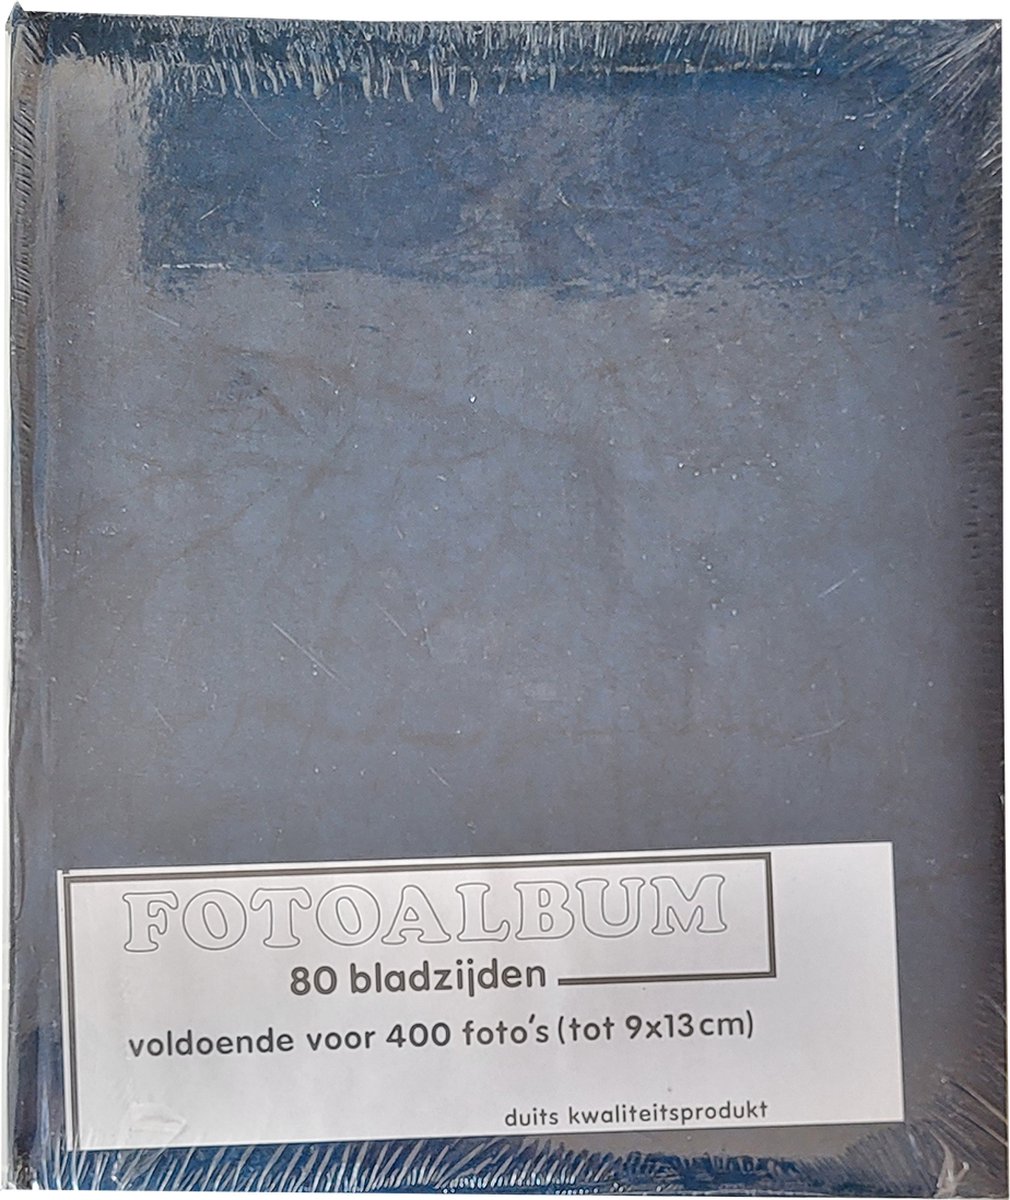 FOTOALBUM
80 bladzijden
voldoende voor 400 foto's (tot 9x13cm)
duits kwaliteitsprodukt